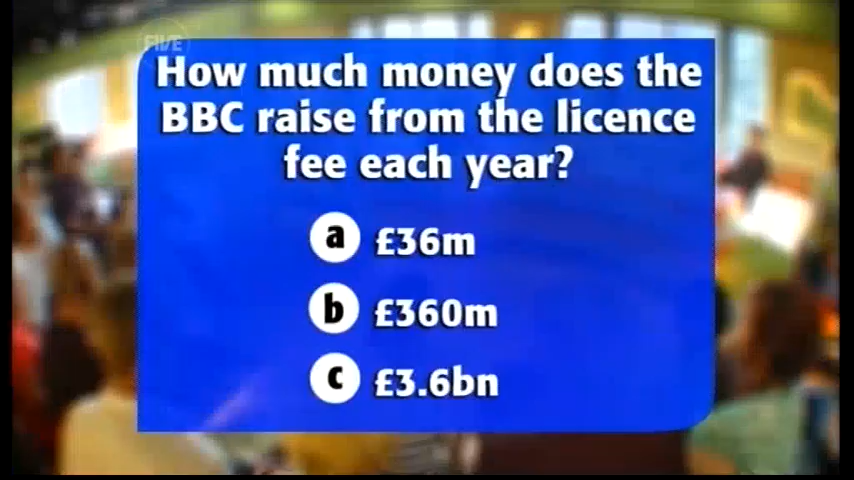 FIVE
How much money does the
BBC raise from the licence
fee each year?
a £36m
b £360m
c £3.6bn